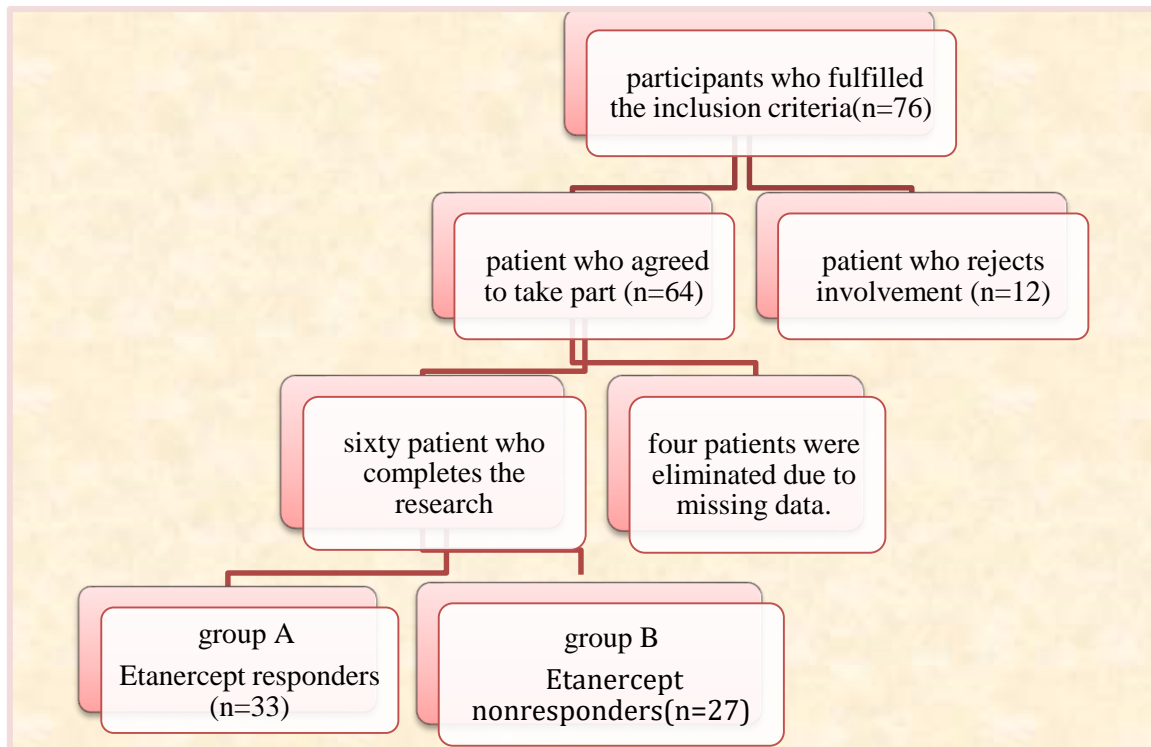 participants who fulfilled
the inclusion criteria(n=76)
patient who agreed
to take part (n=64)
patient who rejects
involvement (n=12)
sixty patient who
completes the
research
four patients were
eliminated due to
missing data.
group A
Etanercept responders
(n=33)
group B
Etanercept
nonresponders(n=27)